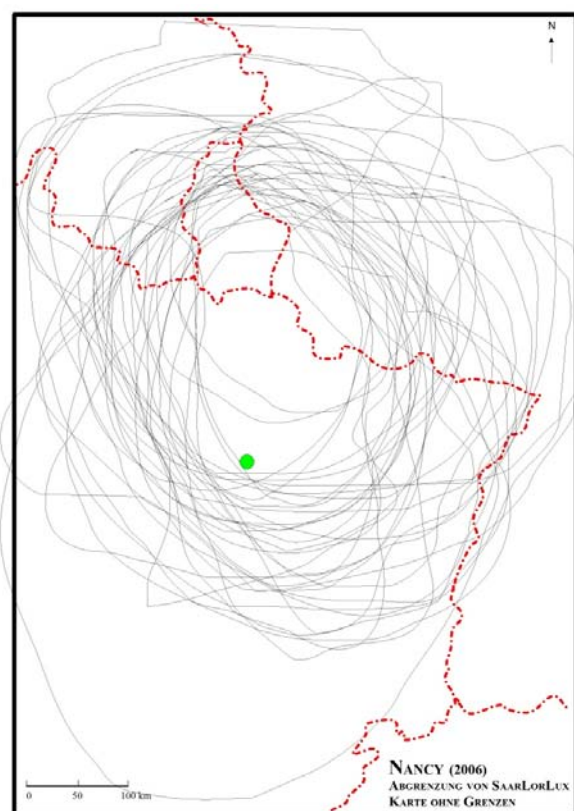 N
0 50 100 km
NANCY (2006)
ABGRENZUNG VON SAARLORLUX
KARTE OHNE GRENZEN